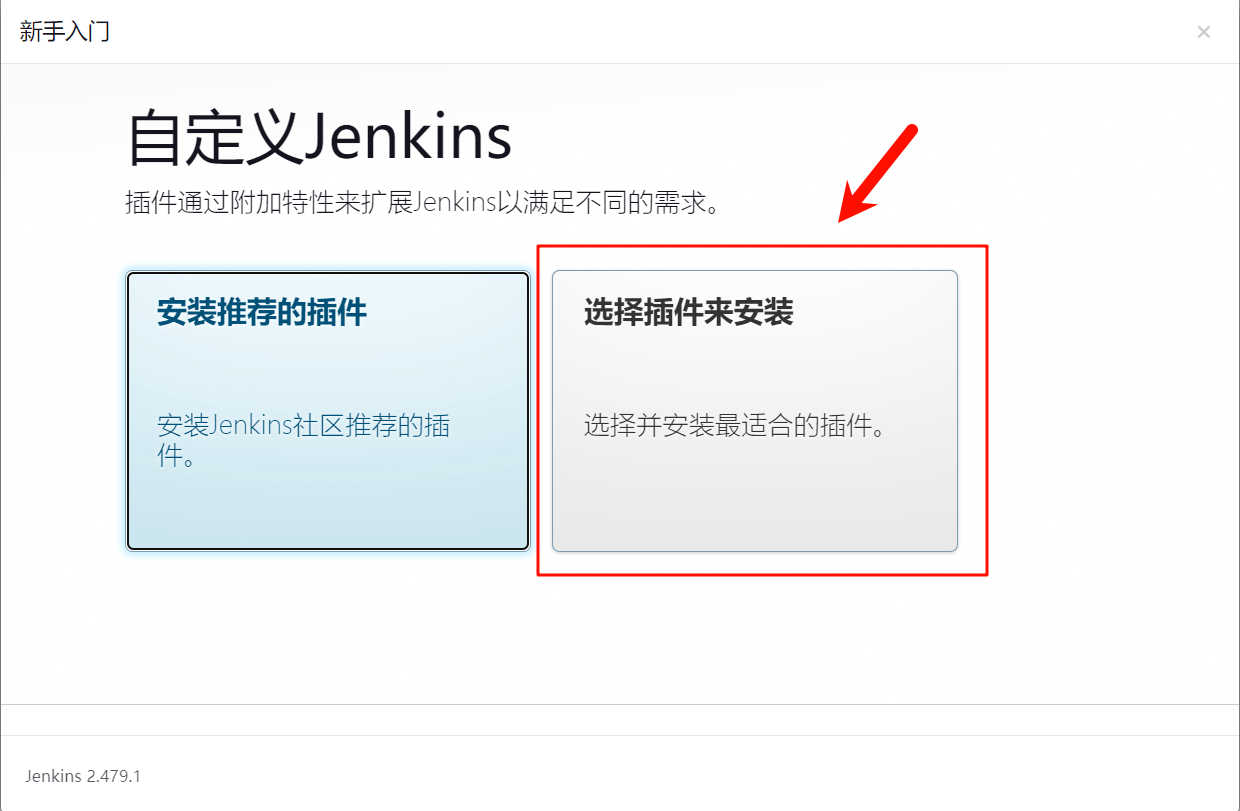 新手入门
×
自定义Jenkins
插件通过附加特性来扩展Jenkins以满足不同的需求。
安装推荐的插件
安装Jenkins社区推荐的插
件。
选择插件来安装
选择并安装最适合的插件。
Jenkins 2.479.1